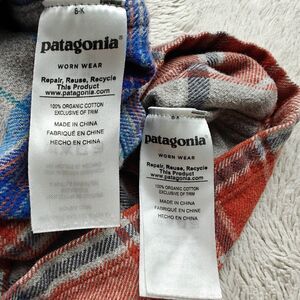 patagonia®
WORN WEAR
Repair, Reuse, Recycle
This Product
www.patagonia.com
100% ORGANIC COTTON
EXCLUSIVE OF TRIM
MADE IN CHINA
FABRIQUÉ EN CHINE
HECHO EN CHINA
patagonia®
WORN WEAR
Repair, Reuse, Recycle
This Product
www.patagonia.com
100% ORGANIC COTTON
EXCLUSIVE OF TRIM
MADE IN CHINA
FABRIQUÉ EN CHINE
HECHO EN CHINA